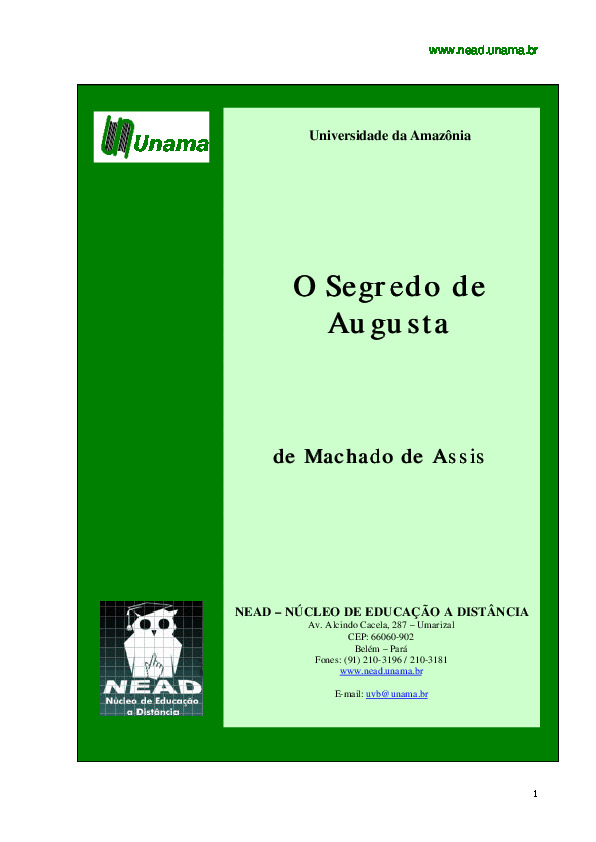 www.nead.unama.br
Unama
Universidade da Amazônia
O Segredo de
Augusta
de Machado de Assis
NEAD – NÚCLEO DE EDUCAÇÃO A DISTÂNCIA
Av. Alcindo Cacela, 287 – Umarizal
CEP: 66060-902
Belém – Pará
Fones: (91) 210-3196 / 210-3181
www.nead.unama.br
E-mail: uvb@unama.br
NEAD
Núcleo de Educação
a Distância
1